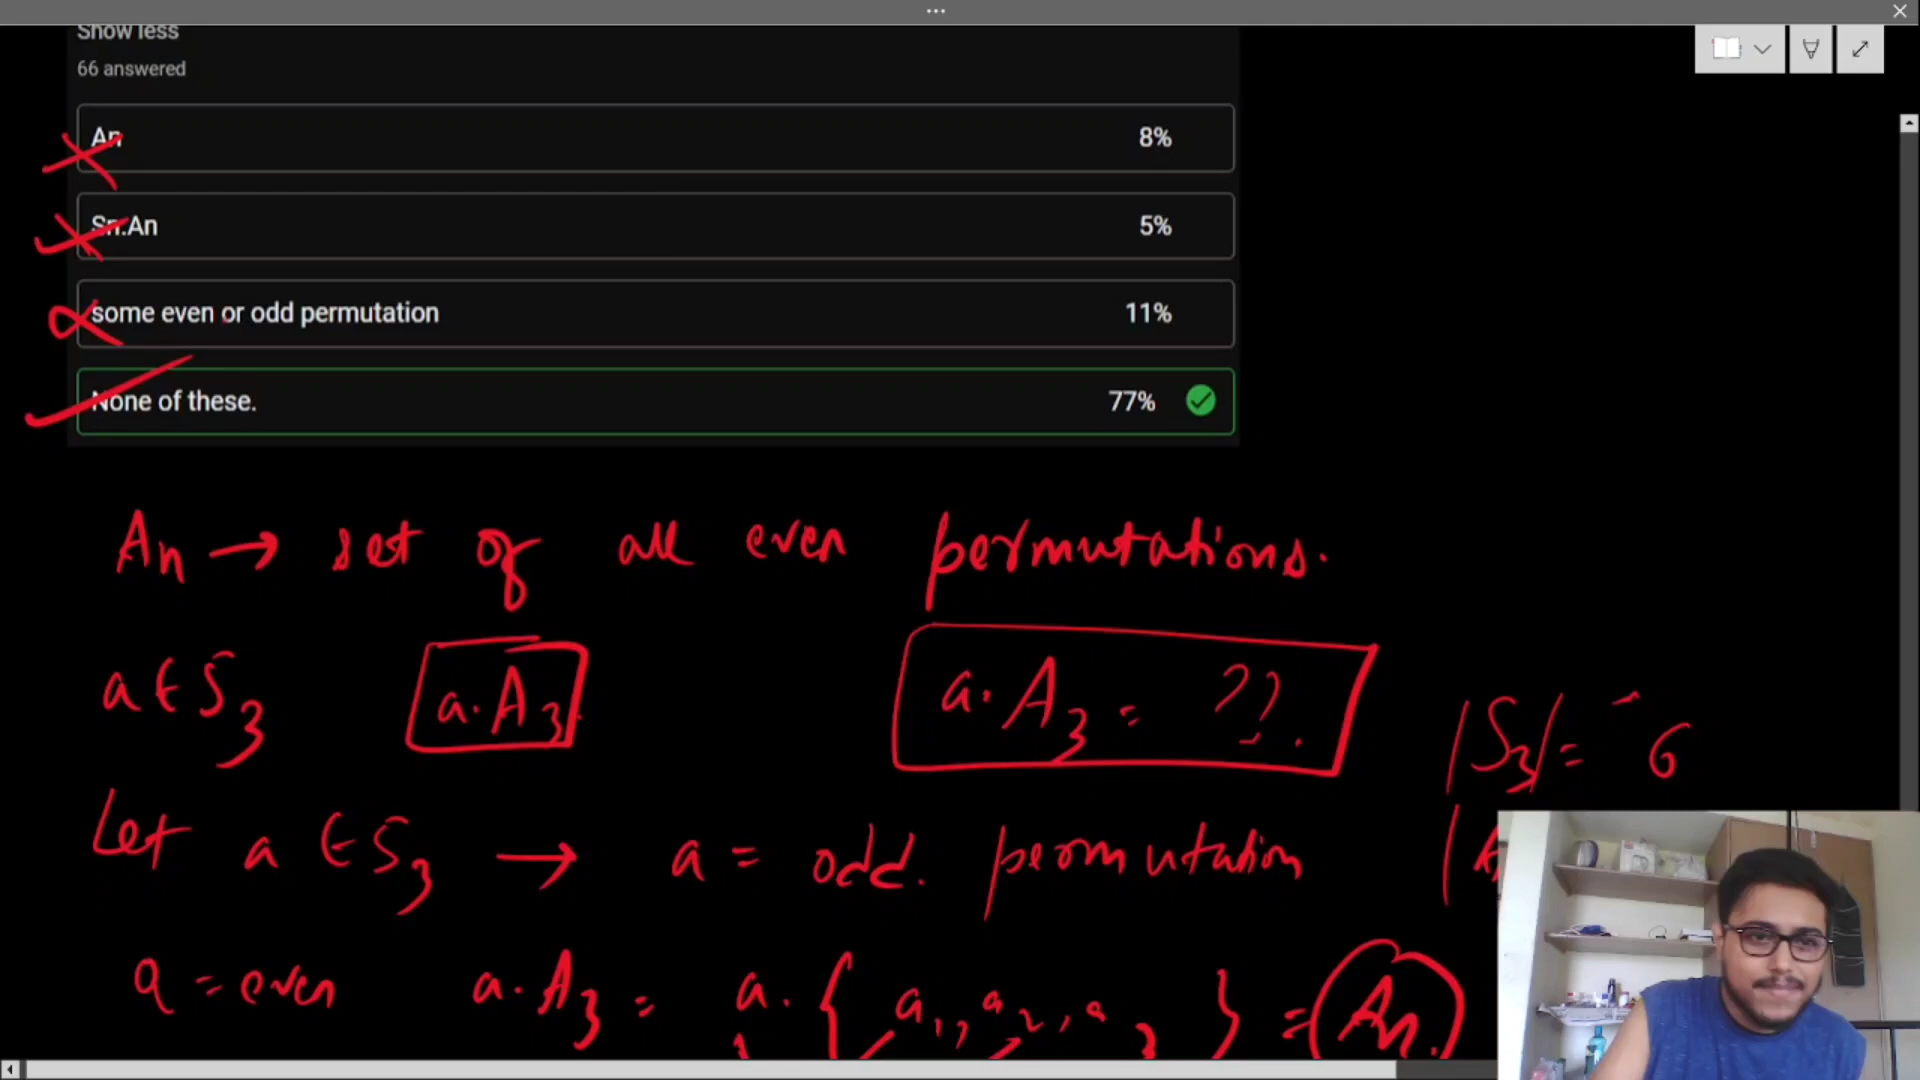 ...
Show less
66 answered
An 8%
Sn.An 5%
some even or odd permutation 11%
None of these. 77%
An → set of all even permutations.
a ∈ S3 a.A3 a.A3 = ??.
|S3| = 6
Let a ∈ S3 → a = odd. permutation
a = even a.A3 = a.{ a1, a2, a3 } = An.